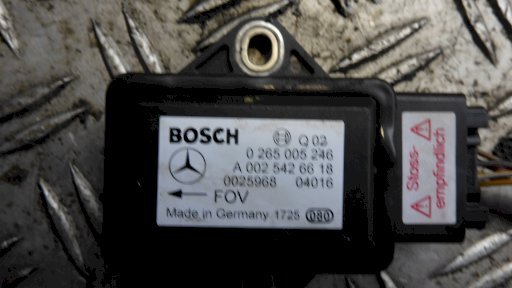 BOSCH Q 02
0 265 005 246
A 002 542 66 18
0025968 04016
FOV
Made in Germany 1725 080
Stoss-
empfindlich